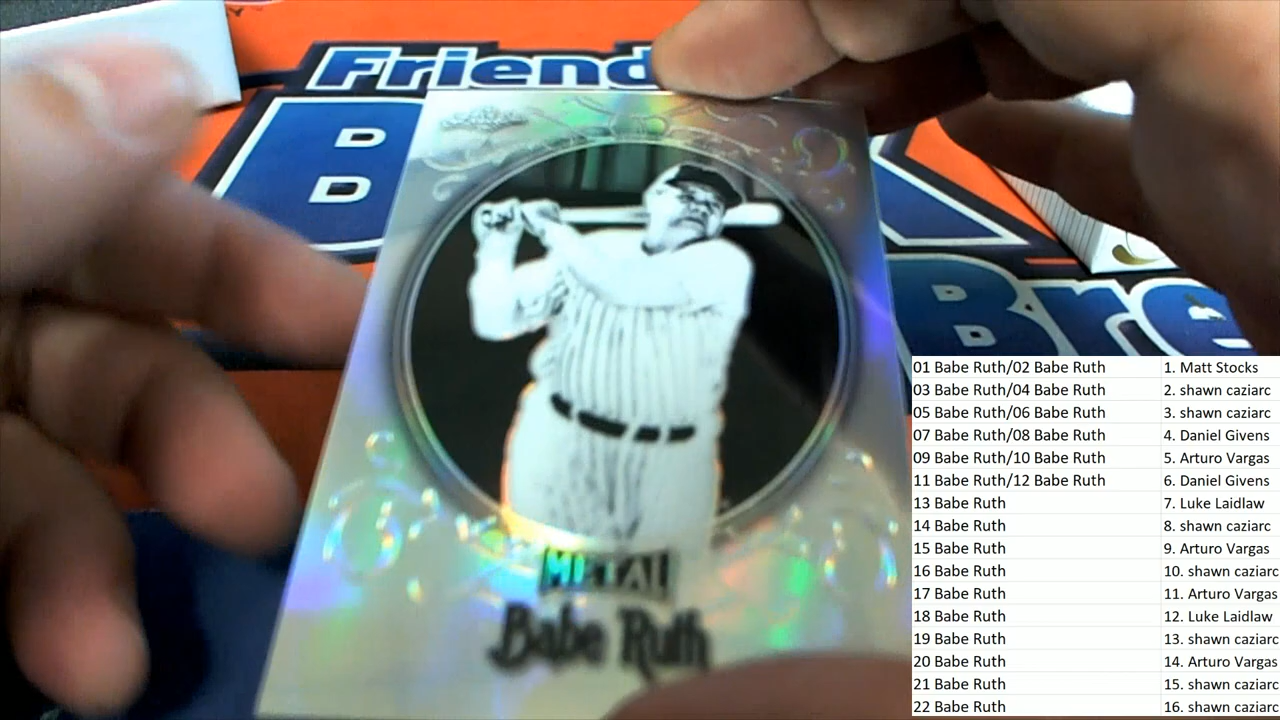 Friend
B
Bre
METAL
Babe Ruth
01 Babe Ruth/02 Babe Ruth 1. Matt Stocks
03 Babe Ruth/04 Babe Ruth 2. shawn caziarc
05 Babe Ruth/06 Babe Ruth 3. shawn caziarc
07 Babe Ruth/08 Babe Ruth 4. Daniel Givens
09 Babe Ruth/10 Babe Ruth 5. Arturo Vargas
11 Babe Ruth/12 Babe Ruth 6. Daniel Givens
13 Babe Ruth 7. Luke Laidlaw
14 Babe Ruth 8. shawn caziarc
15 Babe Ruth 9. Arturo Vargas
16 Babe Ruth 10. shawn caziarc
17 Babe Ruth 11. Arturo Vargas
18 Babe Ruth 12. Luke Laidlaw
19 Babe Ruth 13. shawn caziarc
20 Babe Ruth 14. Arturo Vargas
21 Babe Ruth 15. shawn caziarc
22 Babe Ruth 16. shawn caziarc